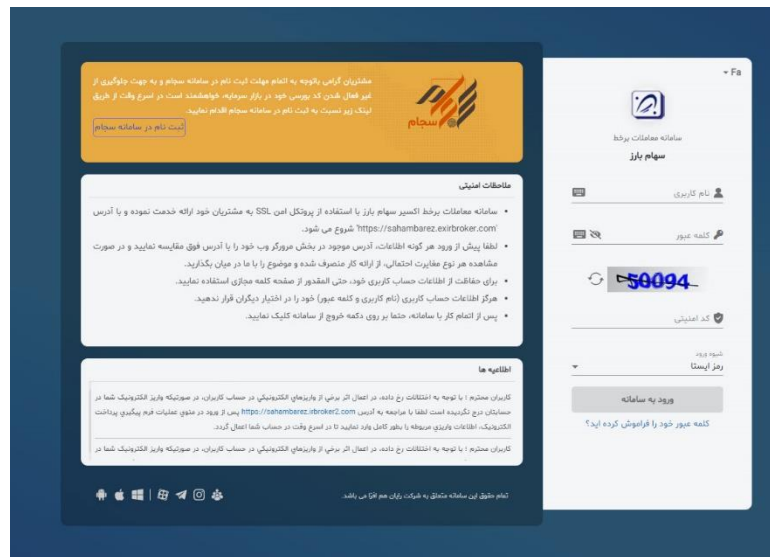 Fa
سامانه معاملات برخط
سهام بارز
نام کاربری
کلمه عبور
50094
کد امنیتی
شیوه ورود
رمز ایستا
ورود به سامانه
کلمه عبور خود را فراموش کرده اید؟
مشتریان گرامی باتوجه به اتمام مهلت ثبت نام در سامانه سجام و به جهت جلوگیری از
غیر فعال شدن کد بورسی خود در بازار سرمایه، خواهشمند است در اسرع وقت از طریق
لینک زیر نسبت به ثبت نام در سامانه سجام اقدام نمایید.
ثبت نام در سامانه سجام
سجام
ملاحظات امنیتی
سامانه معاملات برخط اکسیر سهام بارز با استفاده از پروتکل امن SSL به مشتریان خود ارائه خدمت نموده و با آدرس
'https://sahambarez.exirbroker.com' شروع می شود.
لطفا پیش از ورود هر گونه اطلاعات، آدرس موجود در بخش مرورگر وب خود را با آدرس فوق مقایسه نمایید و در صورت
مشاهده هر نوع مغایرت احتمالی، از ارائه کار منصرف شده و موضوع را با ما در میان بگذارید.
برای حفاظت از اطلاعات حساب کاربری خود، حتی المقدور از صفحه کلمه مجازی استفاده نمایید.
هرگز اطلاعات حساب کاربری (نام کاربری و کلمه عبور) خود را در اختیار دیگران قرار ندهید.
پس از اتمام کار با سامانه، حتما بر روی دکمه خروج از سامانه کلیک نمایید.
اطلاعیه ها
کاربران محترم ؛ با توجه به اختلالات رخ داده، در اعمال اثر برخي از واریزهاي الکترونیکي در حساب کاربران، در صورتیکه واریز الکترونیک شما در
حسابتان درج نگردیده است لطفا با مراجعه به آدرس https://sahambarez.irbroker2.com پس از ورود در منوي عملیات فرم پیگیري پرداخت
الکترونیک، اطلاعات واریزي مربوطه را بطور کامل وارد نمایید تا در اسرع وقت در حساب شما اعمال گردد.
کاربران محترم ؛ با توجه به اختلالات رخ داده، در اعمال اثر برخي از واریزهاي الکترونیکي در حساب کاربران، در صورتیکه واریز الکترونیک شما در
تمام حقوق این سامانه متعلق به شرکت رایان هم افزا می باشد.